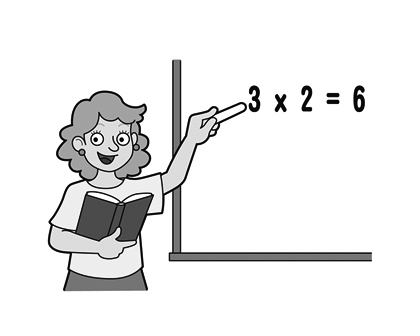 3 x 2 = 6